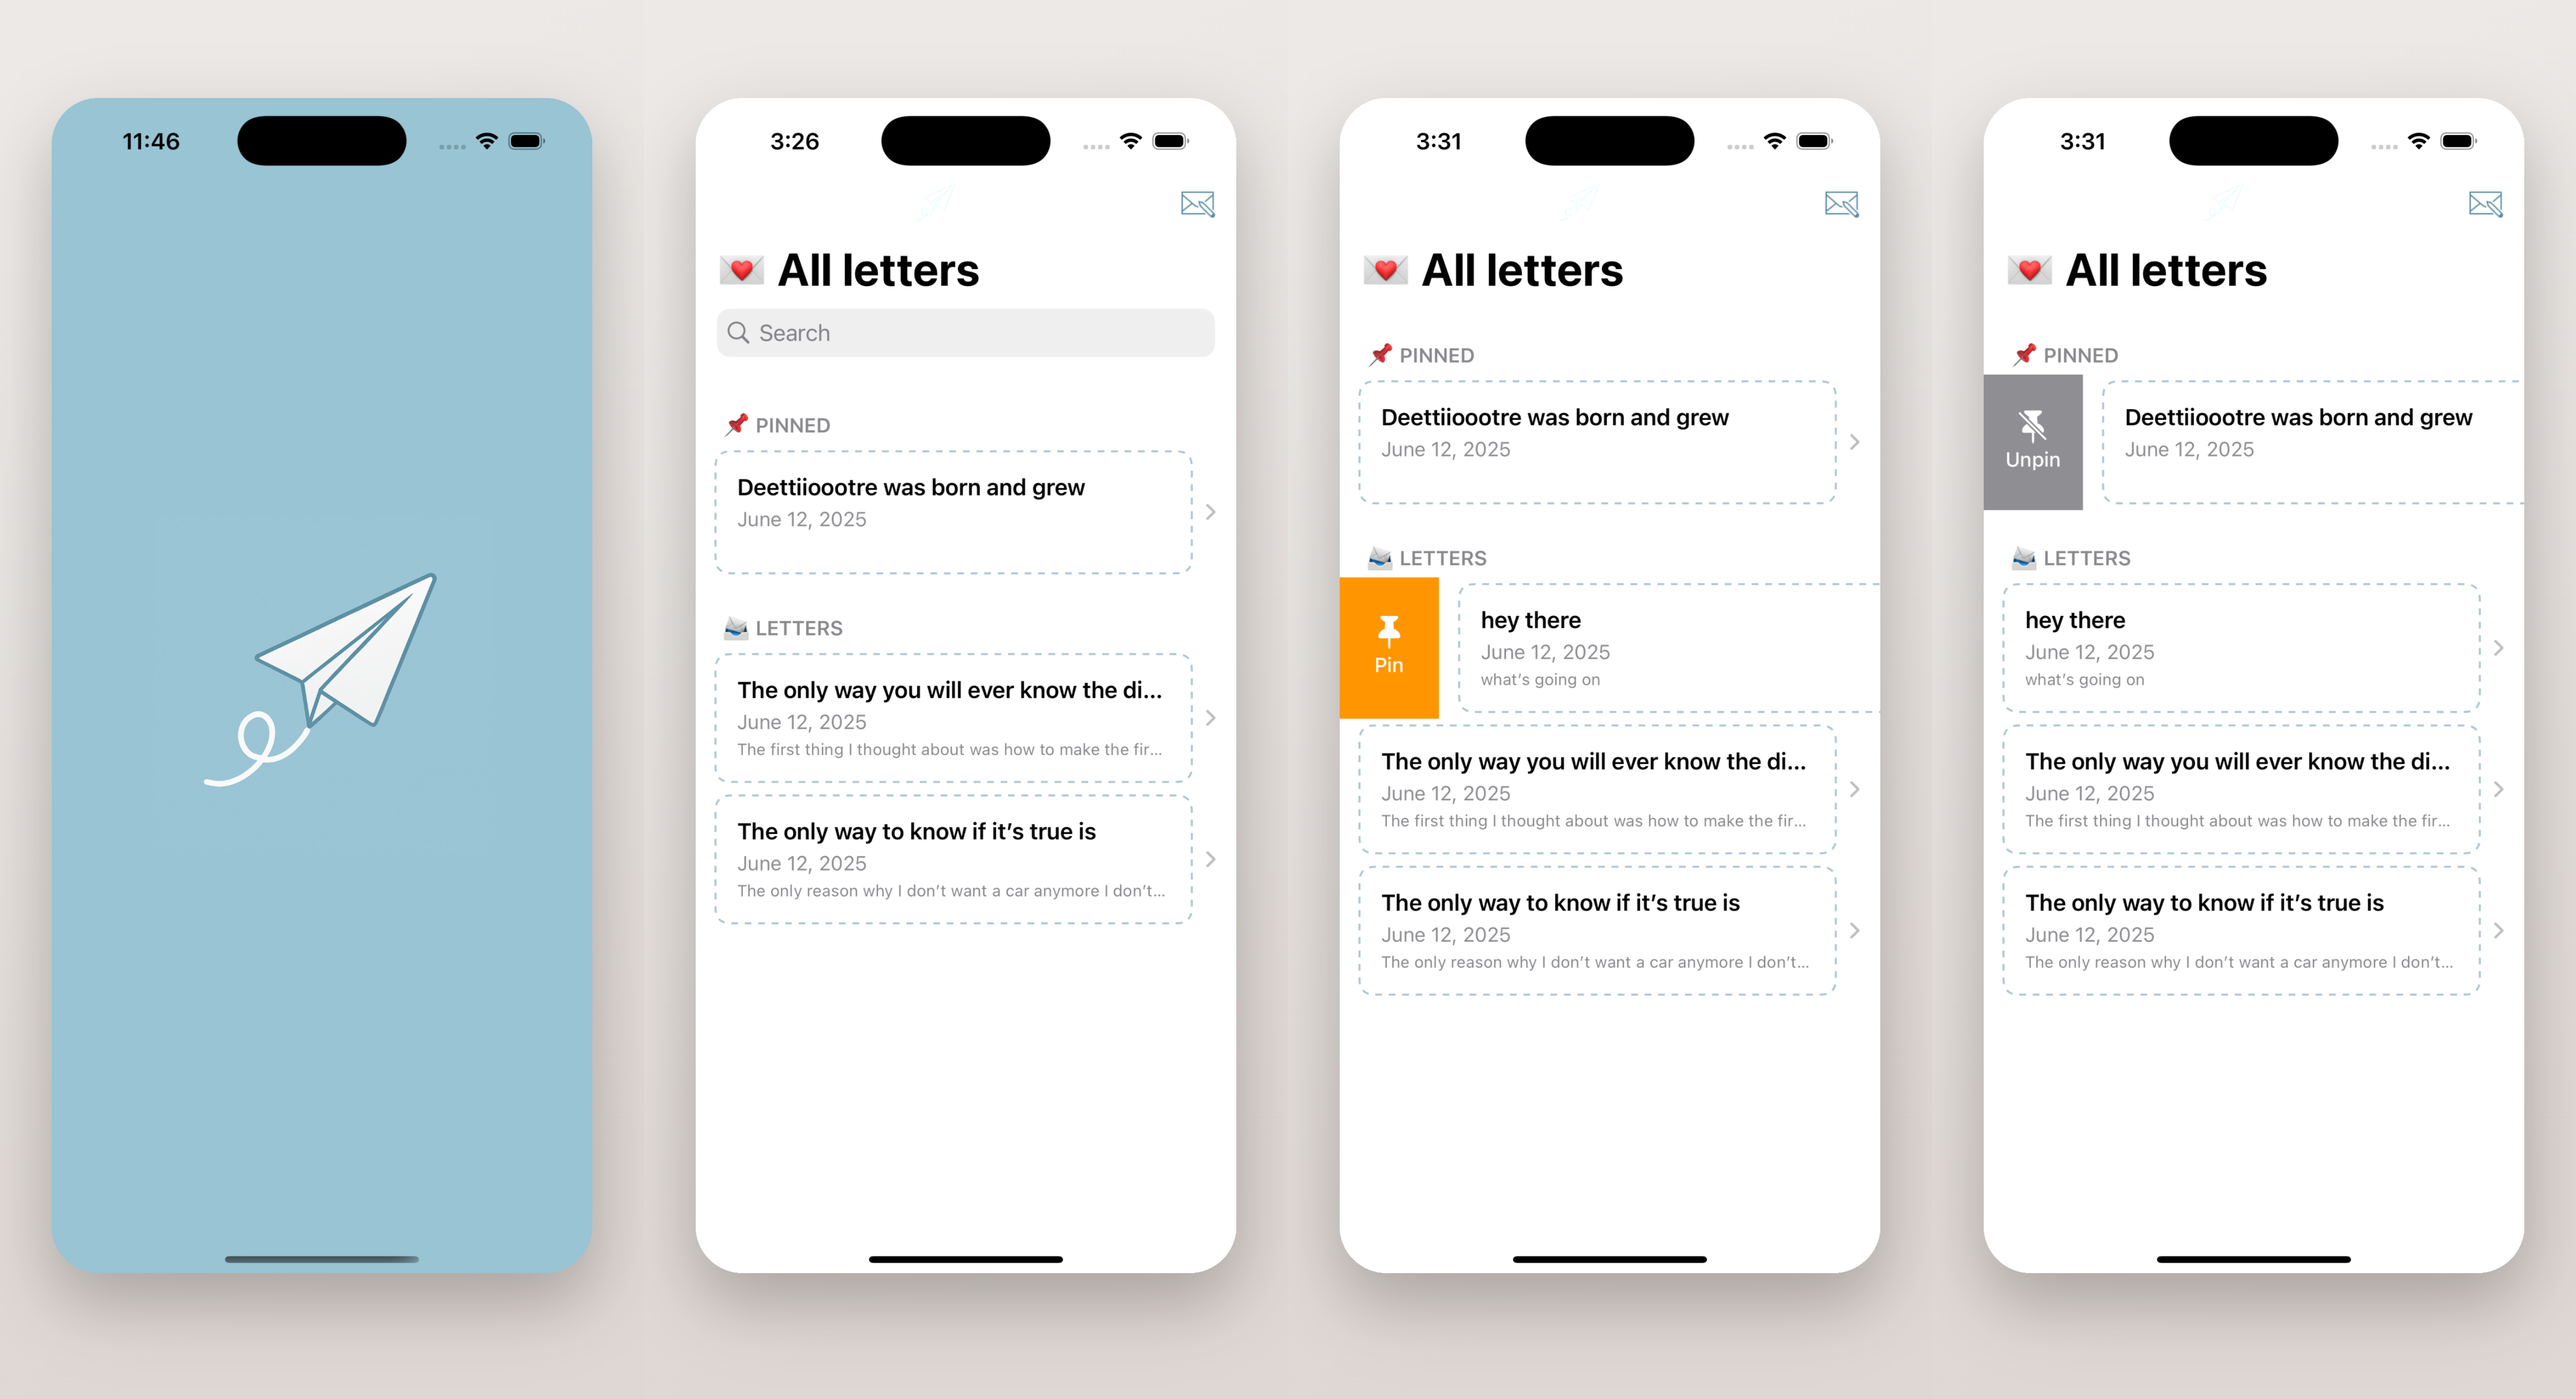 11:46
3:26
💌 All letters
Search
📌 PINNED
Deettiioootre was born and grew
June 12, 2025
📨 LETTERS
The only way you will ever know the di...
June 12, 2025
The first thing I thought about was how to make the fir...
The only way to know if it’s true is
June 12, 2025
The only reason why I don’t want a car anymore I don’t...
3:31
💌 All letters
📌 PINNED
Deettiioootre was born and grew
June 12, 2025
📨 LETTERS
Pin
hey there
June 12, 2025
what’s going on
The only way you will ever know the di...
June 12, 2025
The first thing I thought about was how to make the fir...
The only way to know if it’s true is
June 12, 2025
The only reason why I don’t want a car anymore I don’t...
3:31
💌 All letters
📌 PINNED
Unpin
Deettiioootre was born and grew
June 12, 2025
📨 LETTERS
hey there
June 12, 2025
what’s going on
The only way you will ever know the di...
June 12, 2025
The first thing I thought about was how to make the fir...
The only way to know if it’s true is
June 12, 2025
The only reason why I don’t want a car anymore I don’t...